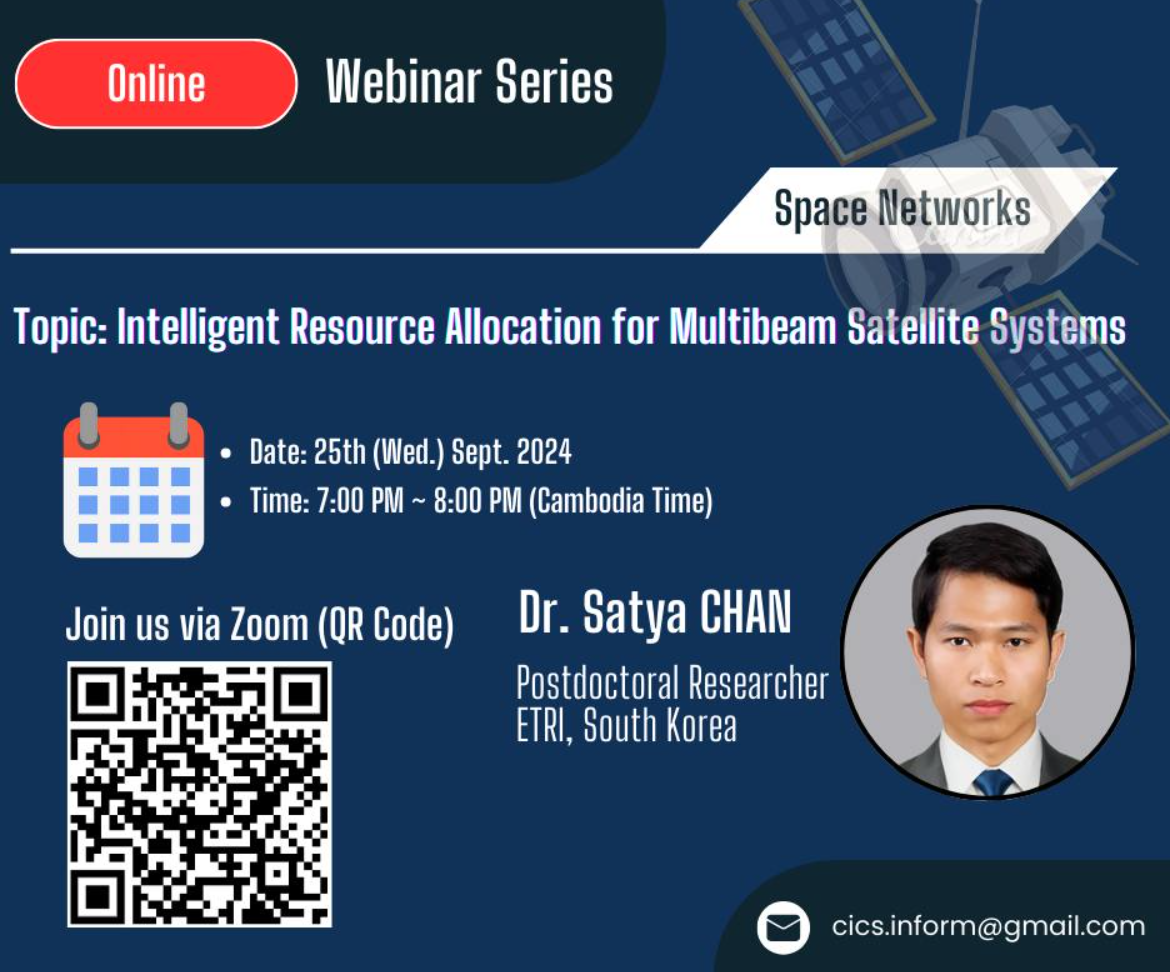 Online
Webinar Series
Space Networks
Topic: Intelligent Resource Allocation for Multibeam Satellite Systems
Date: 25th (Wed.) Sept. 2024
Time: 7:00 PM ~ 8:00 PM (Cambodia Time)
Join us via Zoom (QR Code)
Dr. Satya CHAN
Postdoctoral Researcher
ETRI, South Korea
cics.inform@gmail.com